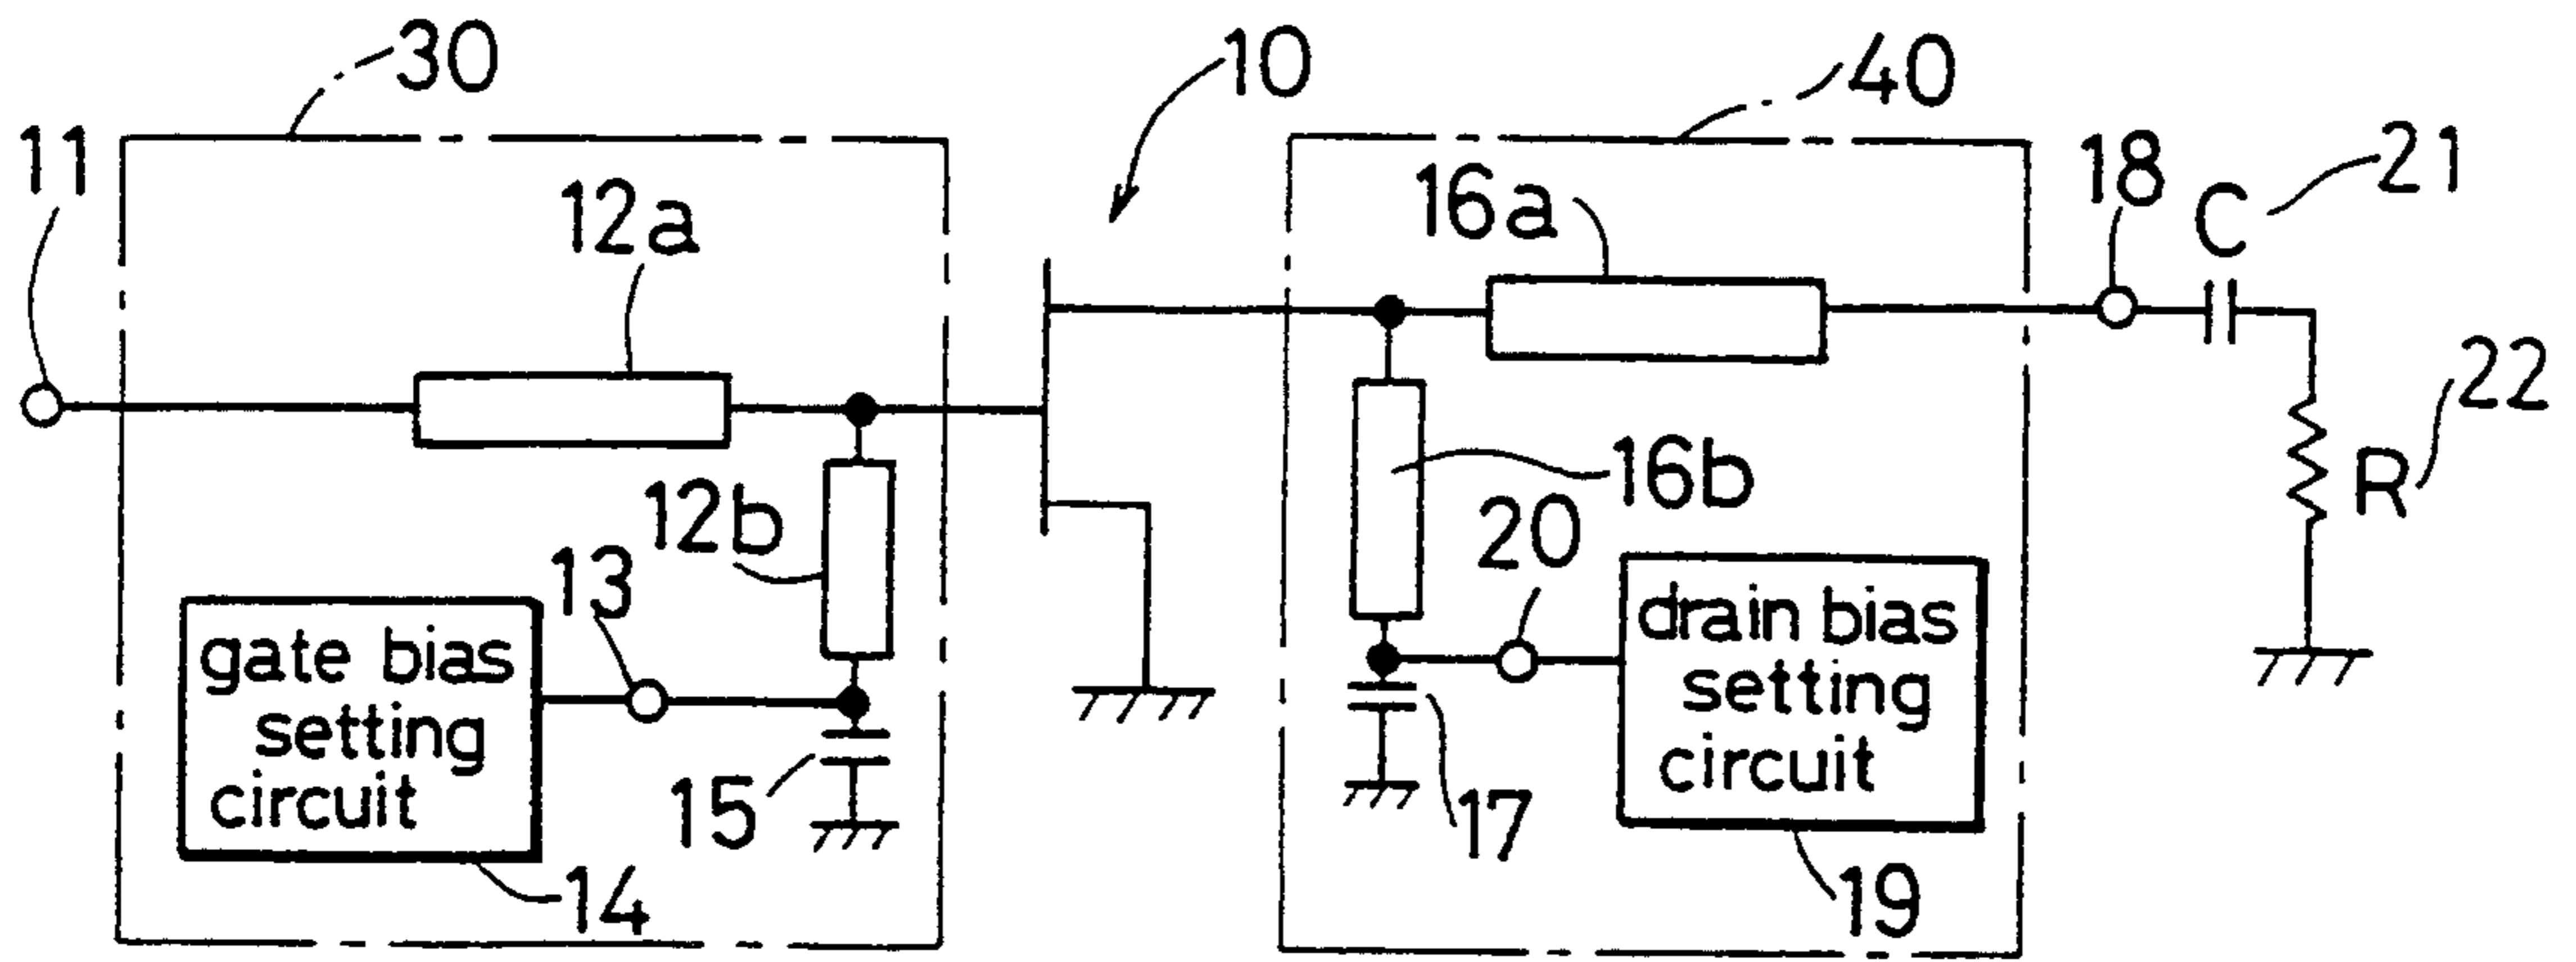 30
10
40
11
12a
16a
18
C
21
22
12b
16b
R
20
13
gate bias
setting
circuit
drain bias
setting
circuit
15
17
14
19